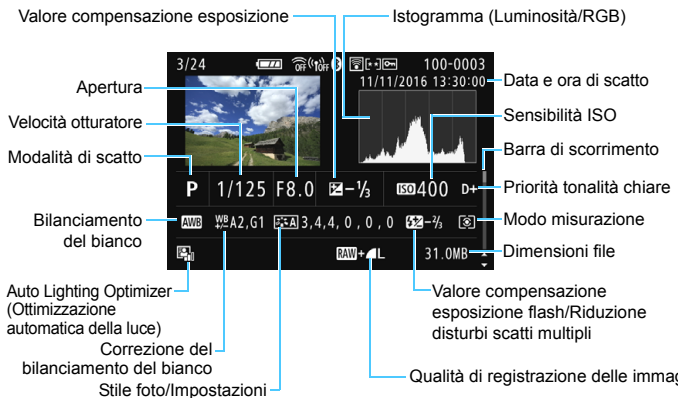 Valore compensazione esposizione
Istogramma (Luminosità/RGB)
3/24
OFF
OFF
100-0003
11/11/2016 13:30:00
Data e ora di scatto
Apertura
Sensibilità ISO
Velocità otturatore
Barra di scorrimento
Modalità di scatto
P 1/125 F8.0 -1/3 ISO400 D+
Priorità tonalità chiare
Bilanciamento
del bianco
AWB WB +/- A2,G1 A 3,4,4,0,0,0 -2/3
Modo misurazione
RAW+ L 31.0MB
Dimensioni file
Auto Lighting Optimizer
(Ottimizzazione
automatica della luce)
Valore compensazione
esposizione flash/Riduzione
disturbi scatti multipli
Correzione del
bilanciamento del bianco
Qualità di registrazione delle immag
Stile foto/Impostazioni